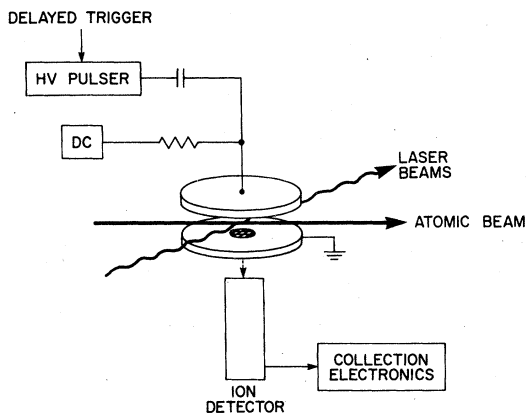 DELAYED TRIGGER
HV PULSER
DC
LASER
BEAMS
ATOMIC BEAM
ION
DETECTOR
COLLECTION
ELECTRONICS